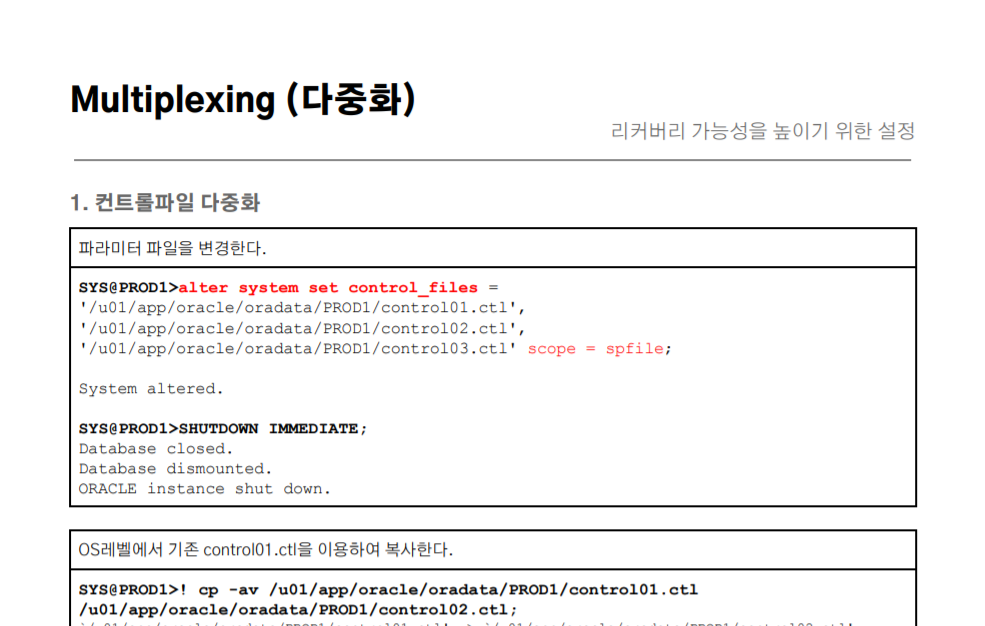 Multiplexing (다중화)
리커버리 가능성을 높이기 위한 설정
1. 컨트롤파일 다중화
파라미터 파일을 변경한다.
SYS@PROD1>alter system set control_files =
'/u01/app/oracle/oradata/PROD1/control01.ctl',
'/u01/app/oracle/oradata/PROD1/control02.ctl',
'/u01/app/oracle/oradata/PROD1/control03.ctl' scope = spfile;
System altered.
SYS@PROD1>SHUTDOWN IMMEDIATE;
Database closed.
Database dismounted.
ORACLE instance shut down.
OS레벨에서 기존 control01.ctl을 이용하여 복사한다.
SYS@PROD1>! cp -av /u01/app/oracle/oradata/PROD1/control01.ctl
/u01/app/oracle/oradata/PROD1/control02.ctl;